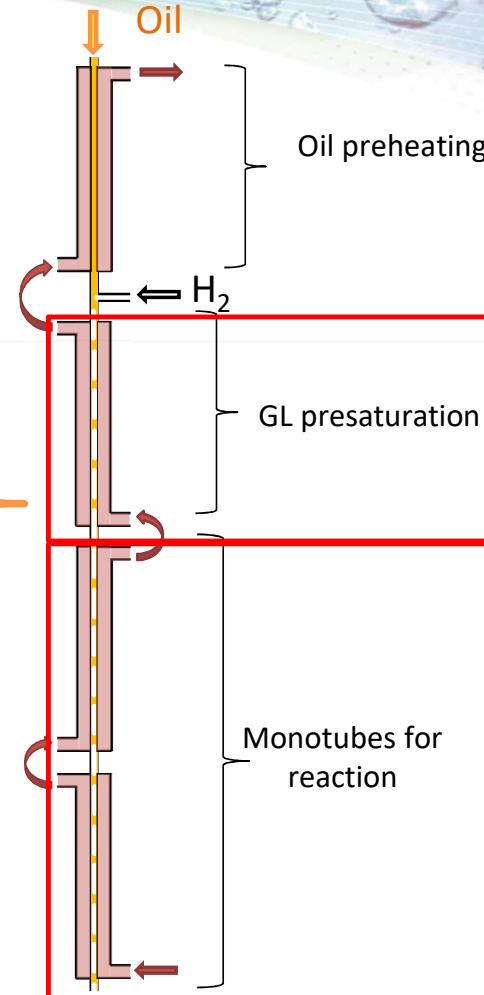 Oil
Oil preheating
H₂
GL presaturation
Monotubes for
reaction